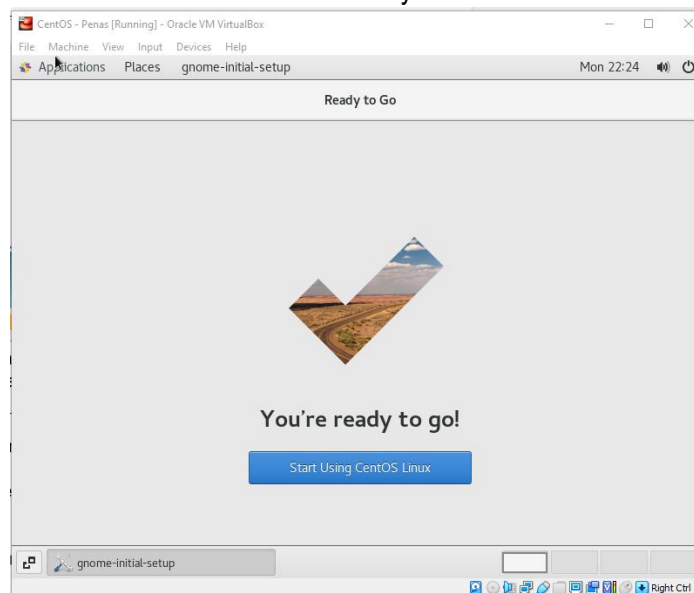 CentOS - Penas [Running] - Oracle VM VirtualBox
File Machine View Input Devices Help
Applications Places gnome-initial-setup Mon 22:24
Ready to Go
You're ready to go!
Start Using CentOS Linux
gnome-initial-setup
Right Ctrl